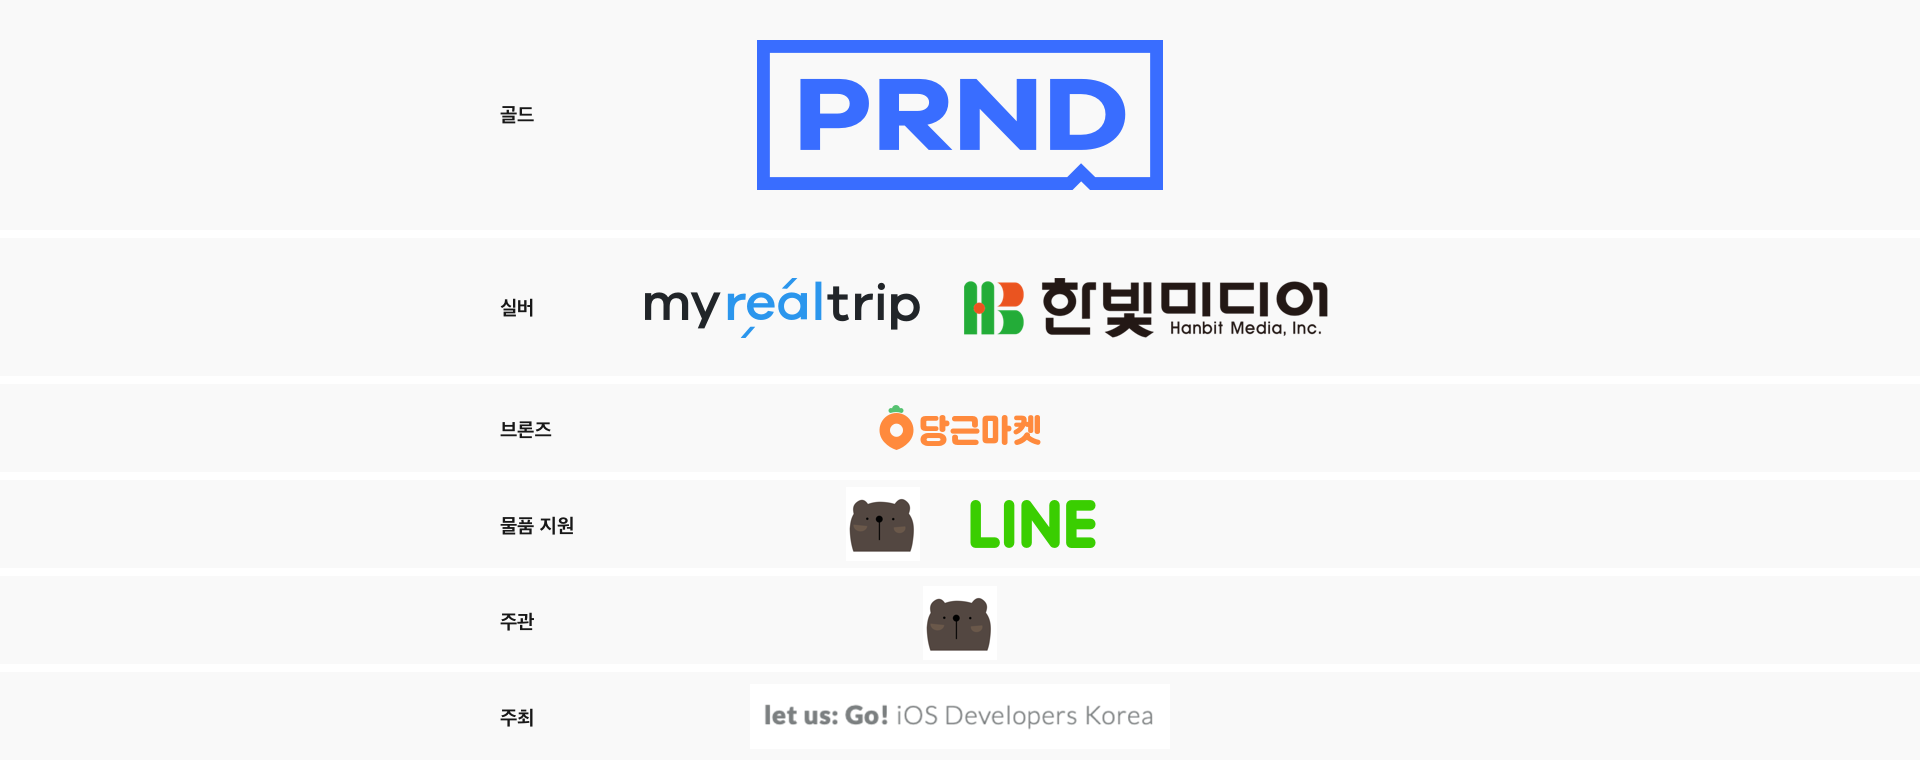 골드
PRND
실버
myrealtrip
한빛미디어
Hanbit Media, Inc.
브론즈
당근마켓
물품 지원
LINE
주관
주최
let us: Go! iOS Developers Korea